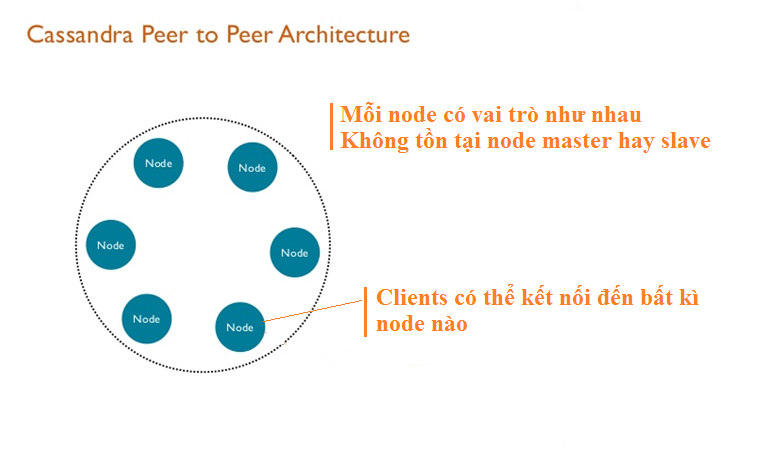 Cassandra Peer to Peer Architecture
Mỗi node có vai trò như nhau
Không tồn tại node master hay slave
Node
Node
Node
Node
Node
Node
Clients có thể kết nối đến bất kì
node nào